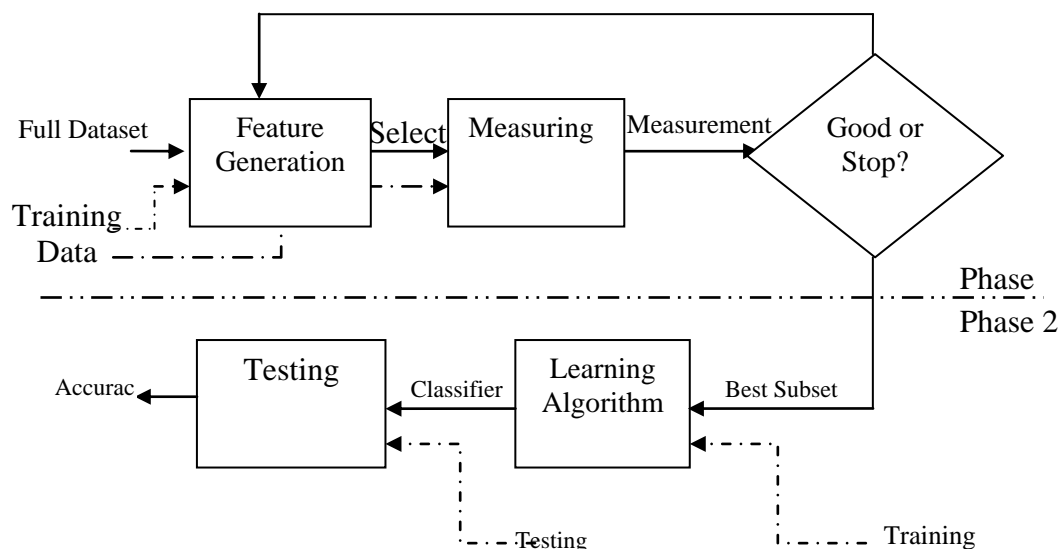 Full Dataset
Feature
Generation
Select
Measuring
Measurement
Good or
Stop?
Training
Data
Phase
Phase 2
Testing
Accurac
Classifier
Learning
Algorithm
Best Subset
Testing
Training